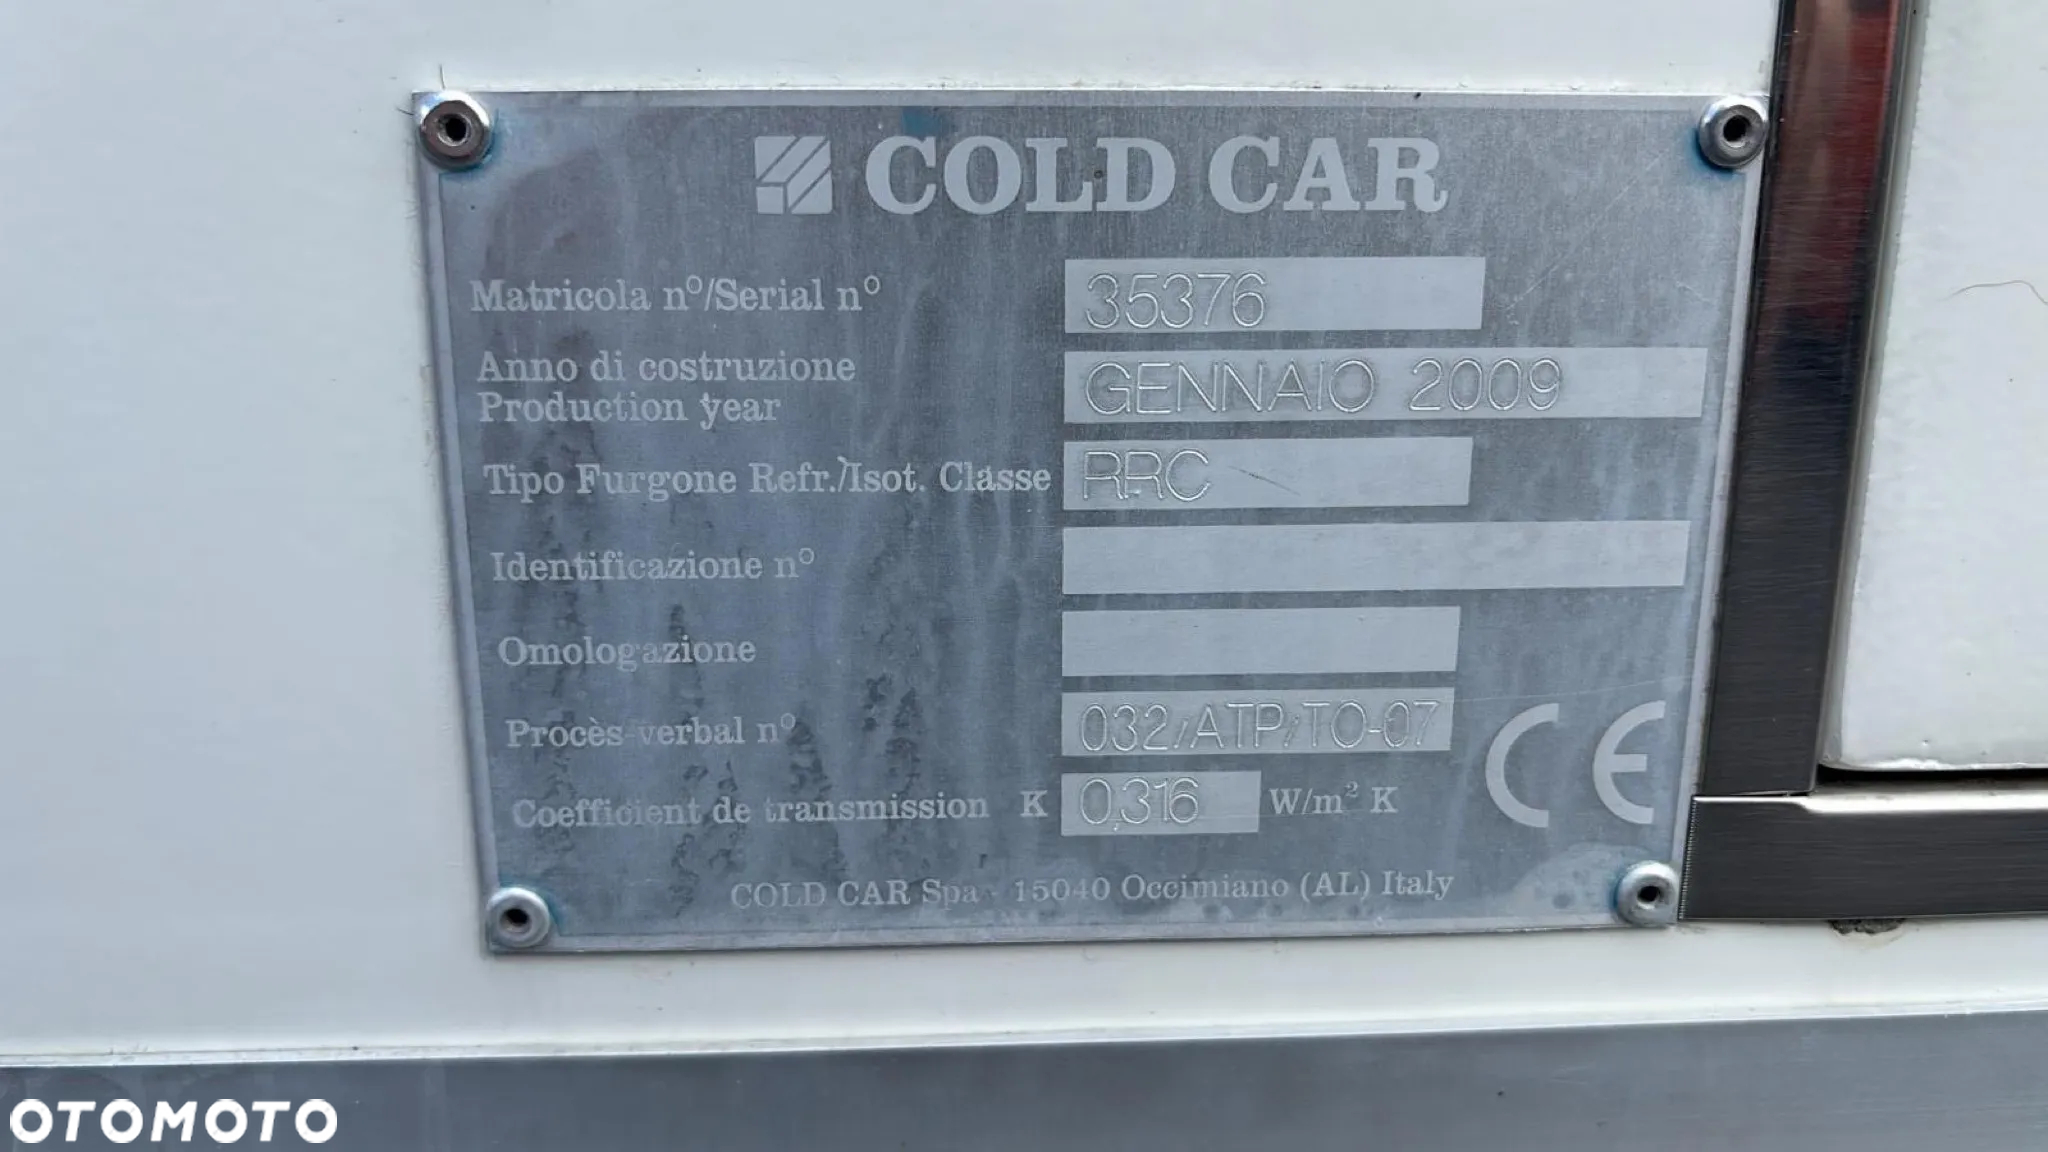 COLD CAR
Matricola n°/Serial n° 35376
Anno di costruzione
Production year GENNAIO 2009
Tipo Furgone Refr./Isot. Classe RRC
Identificazione n°
Omologazione
Procès-verbal n° 032/ATP/TO-07
Coefficient de transmission K 0,316 W/m² K
CE
COLD CAR Spa - 15040 Occimiano (AL) Italy
OTOMOTO